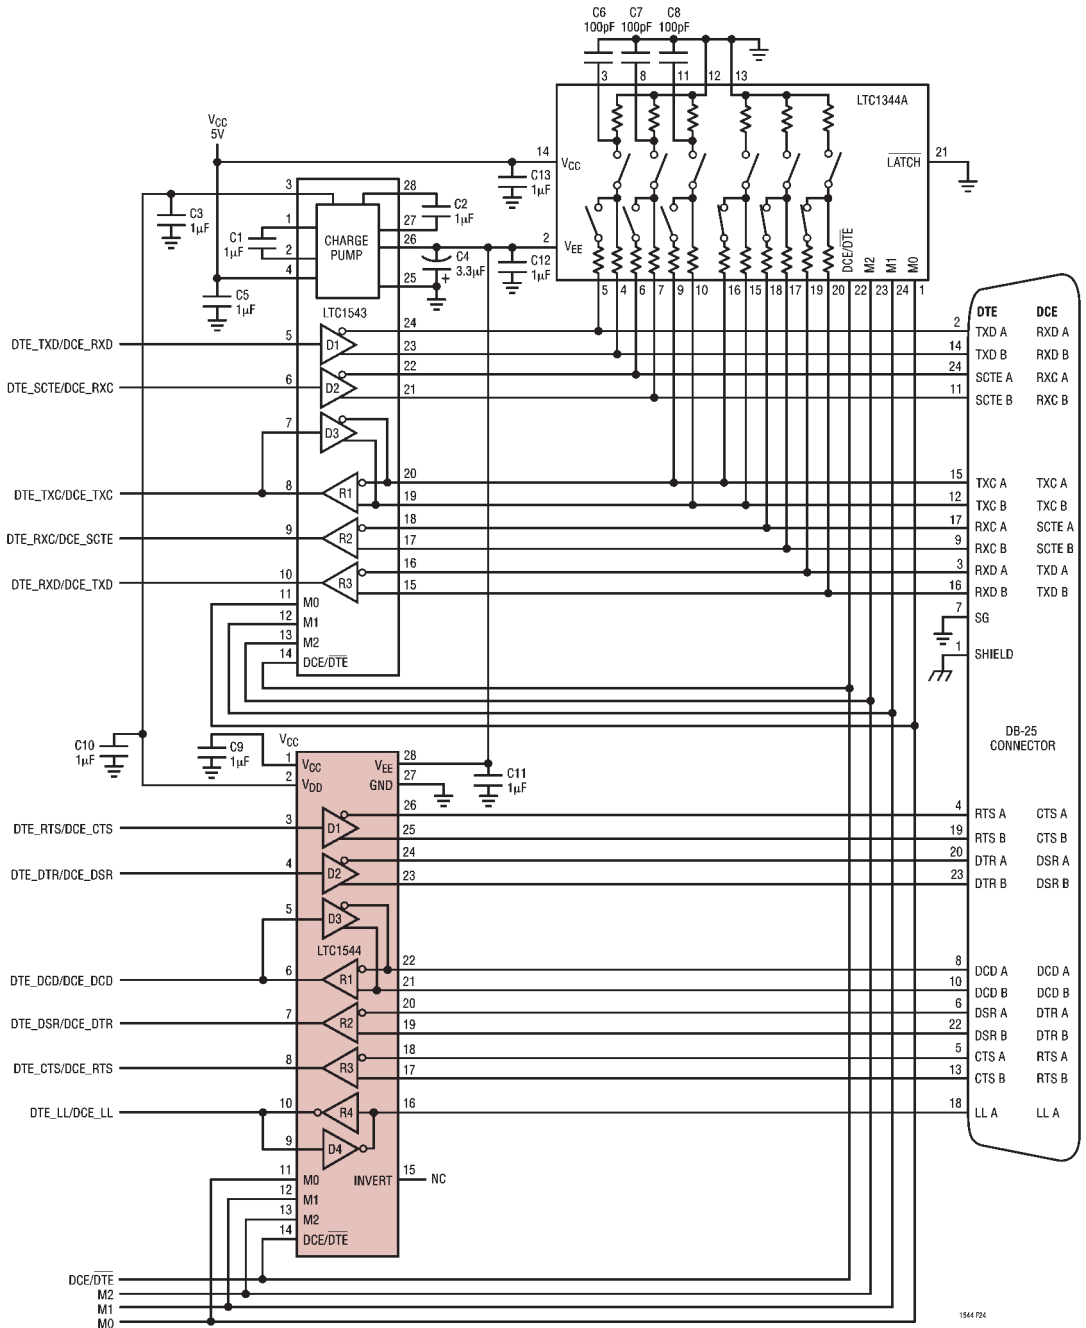 C6 C7 C8
100pF 100pF 100pF
3 8 11 12 13
LTC1344A
VCC
5V
14 VCC
LATCH 21
C13
1µF
3 28
C3
1µF
C2
1µF
1 27
C1
1µF
CHARGE
PUMP
26
2
C4
3.3µF
+
C12
1µF
2 VEE
DCE/DTE M2 M1 M0
4 25
C5
1µF
5 4 6 7 9 10 16 15 18 17 19 20 22 23 24 1
LTC1543
DTE DCE
DTE_TXD/DCE_RXD 5 D1 24 2 TXD A RXD A
23 14 TXD B RXD B
DTE_SCTE/DCE_RXC 6 D2 22 24 SCTE A RXC A
21 11 SCTE B RXC B
7 D3
DTE_TXC/DCE_TXC 8 R1 20 15 TXC A TXC A
19 12 TXC B TXC B
DTE_RXC/DCE_SCTE 9 R2 18 17 RXC A SCTE A
17 9 RXC B SCTE B
DTE_RXD/DCE_TXD 10 R3 16 3 RXD A TXD A
15 16 RXD B TXD B
11 M0
12 M1
13 M2
14 DCE/DTE
7 SG
1 SHIELD
DB-25
CONNECTOR
C10
1µF
C9
1µF
VCC
1 VCC VEE 28
2 VDD GND 27
C11
1µF
DTE_RTS/DCE_CTS 3 D1 26 4 RTS A CTS A
25 19 RTS B CTS B
DTE_DTR/DCE_DSR 4 D2 24 20 DTR A DSR A
23 23 DTR B DSR B
5 D3
LTC1544
DTE_DCD/DCE_DCD 6 R1 22 8 DCD A DCD A
21 10 DCD B DCD B
DTE_DSR/DCE_DTR 7 R2 20 6 DSR A DTR A
19 22 DSR B DTR B
DTE_CTS/DCE_RTS 8 R3 18 5 CTS A RTS A
17 13 CTS B RTS B
DTE_LL/DCE_LL 10 R4 16 18 LL A LL A
9 D4
11 M0 INVERT 15 NC
12 M1
13 M2
14 DCE/DTE
DCE/DTE
M2
M1
M0
1544 F24